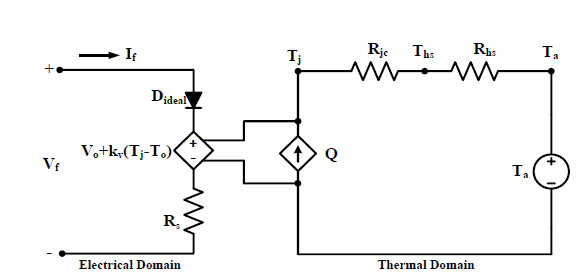 +
I_f
D_ideal
V_o+k_v(T_j-T_o)
+
-
V_f
R_s
-
Electrical Domain
T_j
R_jc
T_hs
R_hs
T_a
Q
T_a
+
-
Thermal Domain